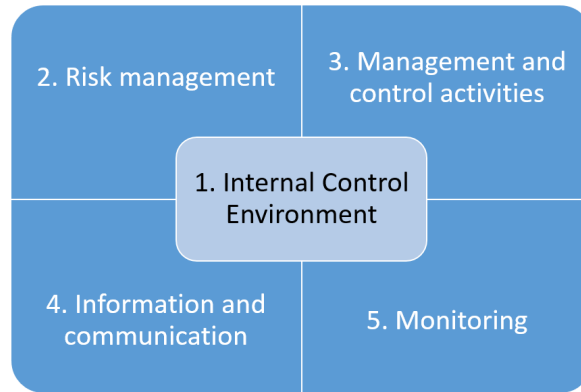 2. Risk management
3. Management and
control activities
1. Internal Control
Environment
4. Information and
communication
5. Monitoring